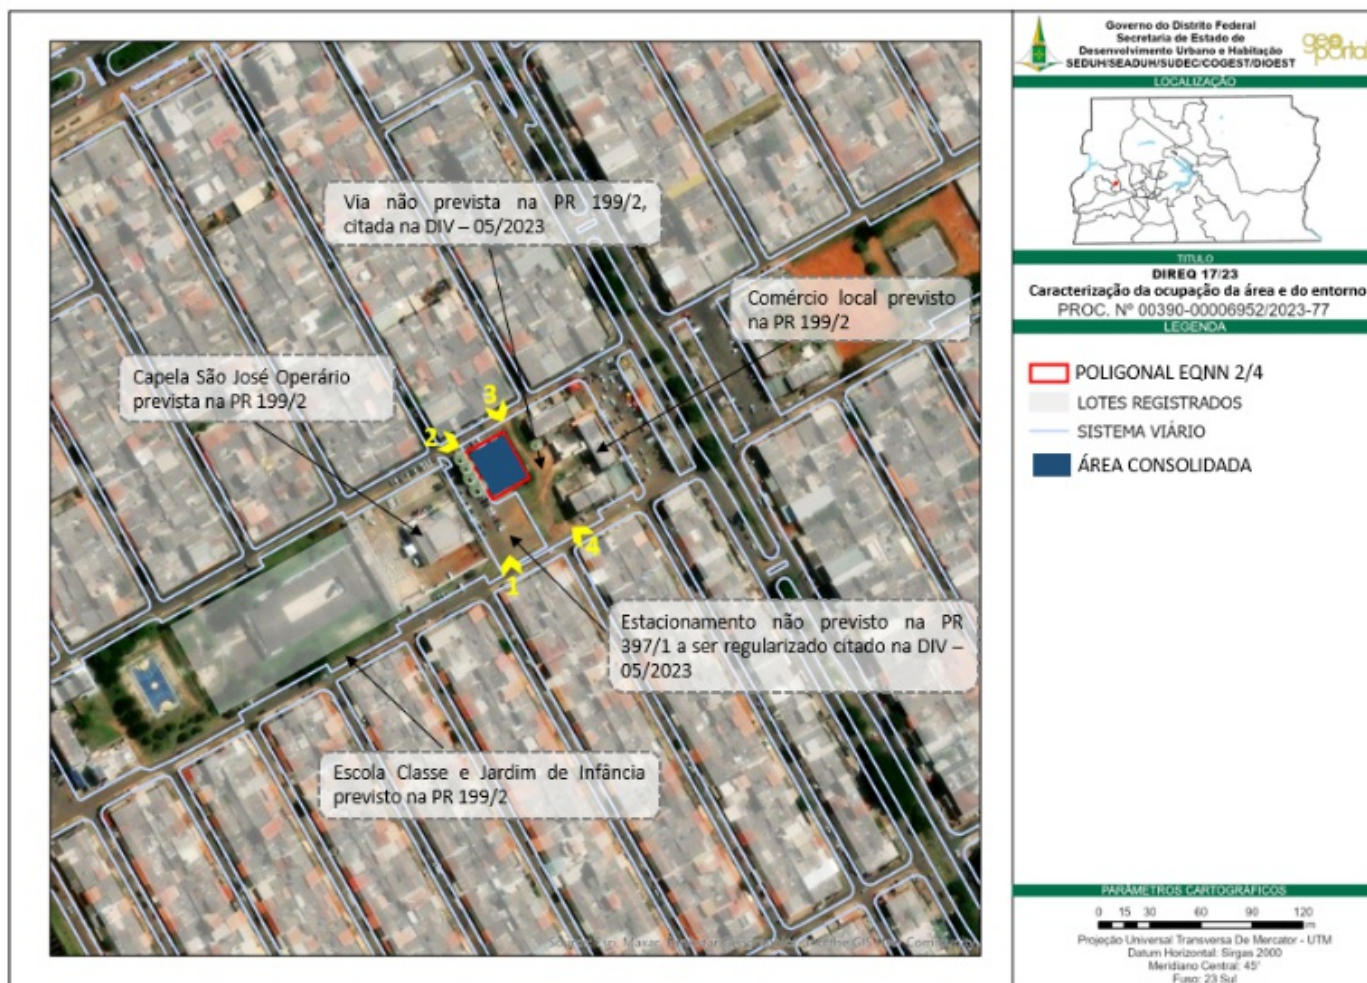 Via não prevista na PR 199/2,
citada na DIV – 05/2023
Comércio local previsto
na PR 199/2
Capela São José Operário
prevista na PR 199/2
3
2
4
1
Estacionamento não previsto na PR
397/1 a ser regularizado citado na DIV –
05/2023
Escola Classe e Jardim de Infância
previsto na PR 199/2
Governo do Distrito Federal
Secretaria de Estado de
Desenvolvimento Urbano e Habitação
SEDUH/SEADUH/SUDEC/COGEST/DIOEST
geo
portal
LOCALIZAÇÃO
TITULO
DIREQ 17/23
Caracterização da ocupação da área e do entorno
PROC. Nº 00390-00006952/2023-77
LEGENDA
POLIGONAL EQNN 2/4
LOTES REGISTRADOS
SISTEMA VIÁRIO
ÁREA CONSOLIDADA
PARÂMETROS CARTOGRÁFICOS
0 15 30 60 90 120
m
Projeção Universal Transversa De Mercator - UTM
Datum Horizontal: Sirgas 2000
Meridiano Central: 45°
Fuso: 23 Sul